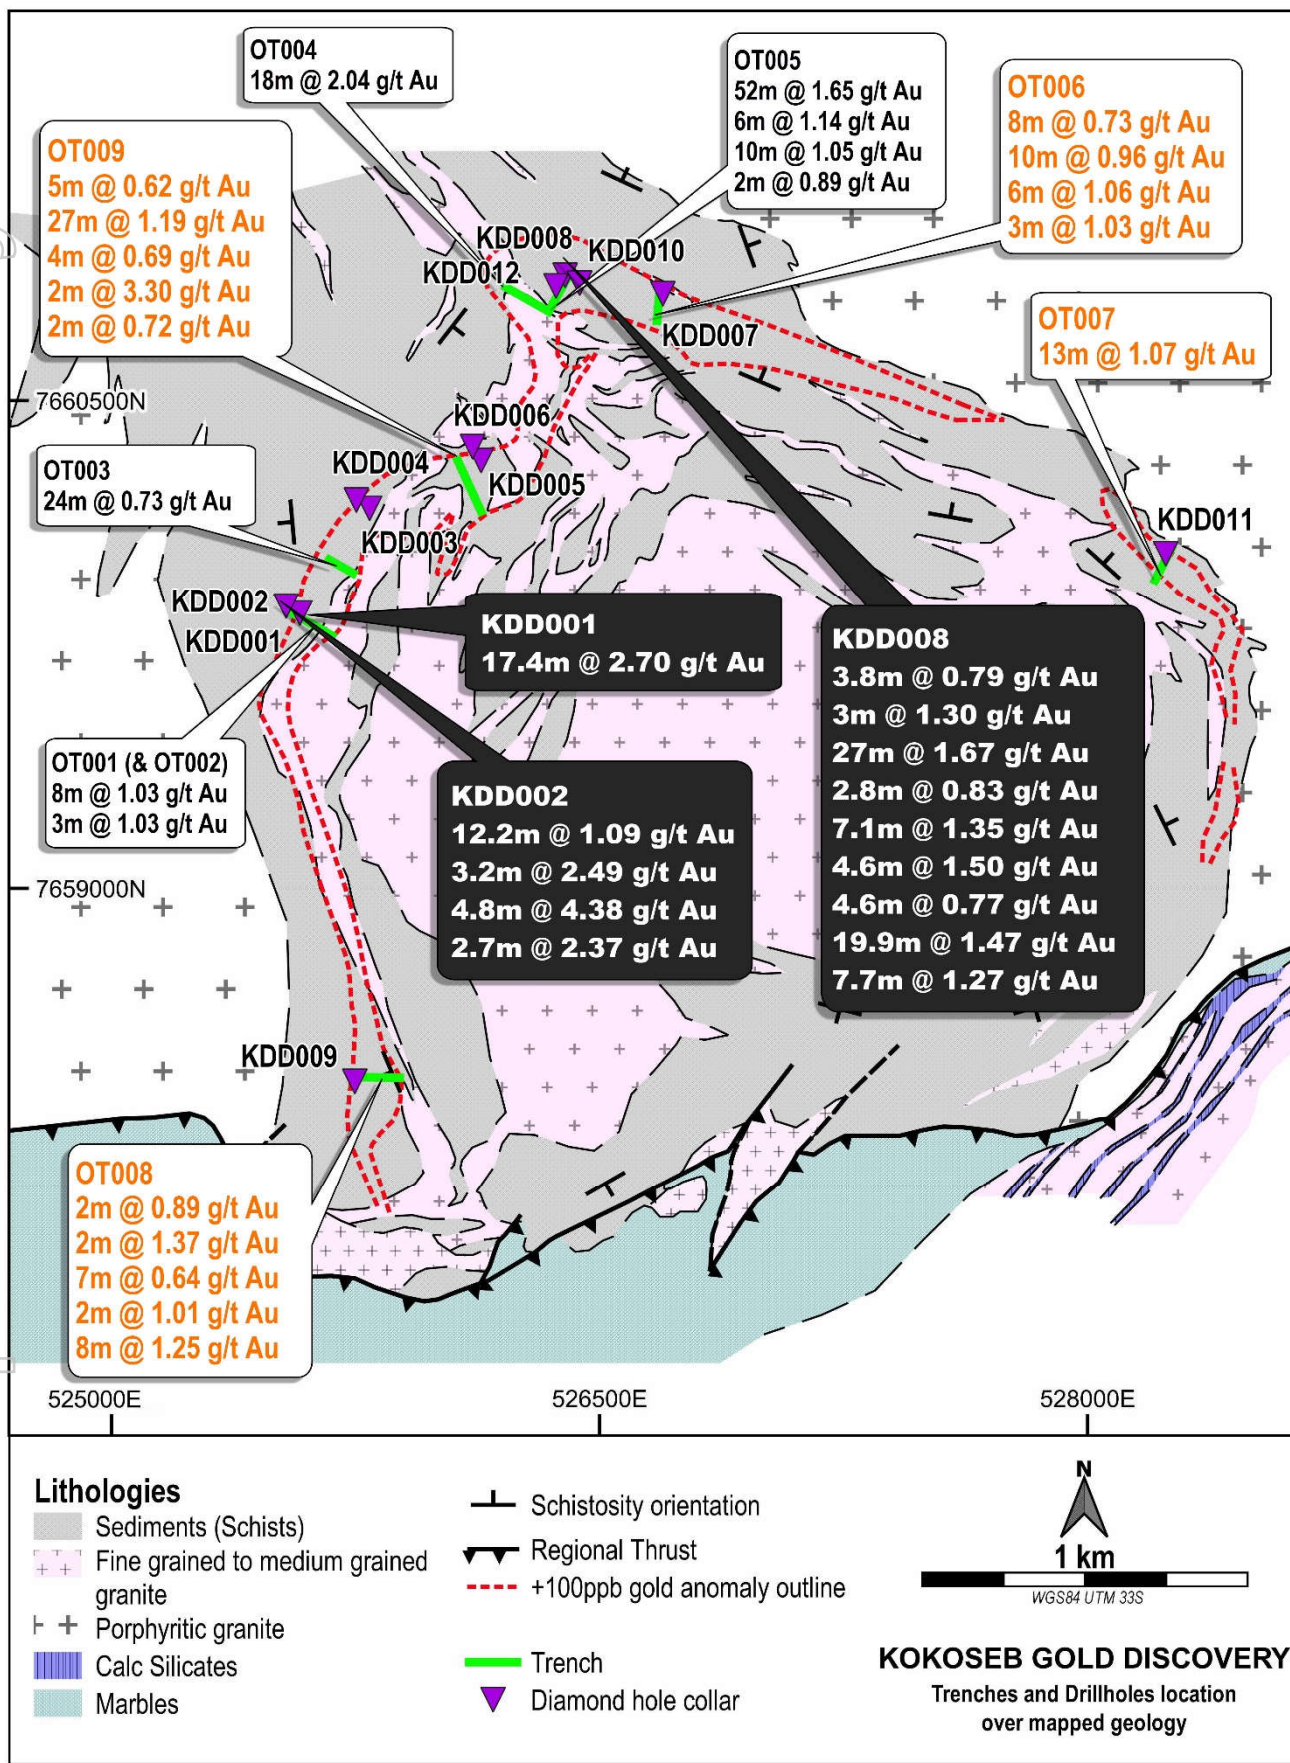 OT004
18m @ 2.04 g/t Au
OT005
52m @ 1.65 g/t Au
6m @ 1.14 g/t Au
10m @ 1.05 g/t Au
2m @ 0.89 g/t Au
OT006
8m @ 0.73 g/t Au
10m @ 0.96 g/t Au
6m @ 1.06 g/t Au
3m @ 1.03 g/t Au
OT009
5m @ 0.62 g/t Au
27m @ 1.19 g/t Au
4m @ 0.69 g/t Au
2m @ 3.30 g/t Au
2m @ 0.72 g/t Au
KDD008
KDD010
KDD012
KDD007
OT007
13m @ 1.07 g/t Au
7660500N
KDD006
KDD004
KDD005
OT003
24m @ 0.73 g/t Au
KDD003
KDD011
KDD002
KDD001
KDD001
17.4m @ 2.70 g/t Au
KDD008
3.8m @ 0.79 g/t Au
3m @ 1.30 g/t Au
27m @ 1.67 g/t Au
2.8m @ 0.83 g/t Au
7.1m @ 1.35 g/t Au
4.6m @ 1.50 g/t Au
4.6m @ 0.77 g/t Au
19.9m @ 1.47 g/t Au
7.7m @ 1.27 g/t Au
OT001 (& OT002)
8m @ 1.03 g/t Au
3m @ 1.03 g/t Au
KDD002
12.2m @ 1.09 g/t Au
3.2m @ 2.49 g/t Au
4.8m @ 4.38 g/t Au
2.7m @ 2.37 g/t Au
7659000N
KDD009
OT008
2m @ 0.89 g/t Au
2m @ 1.37 g/t Au
7m @ 0.64 g/t Au
2m @ 1.01 g/t Au
8m @ 1.25 g/t Au
525000E
526500E
528000E
Lithologies
Sediments (Schists)
Fine grained to medium grained
granite
Porphyritic granite
Calc Silicates
Marbles
Schistosity orientation
Regional Thrust
+100ppb gold anomaly outline
Trench
Diamond hole collar
N
1 km
WGS84 UTM 33S
KOKOSEB GOLD DISCOVERY
Trenches and Drillholes location
over mapped geology